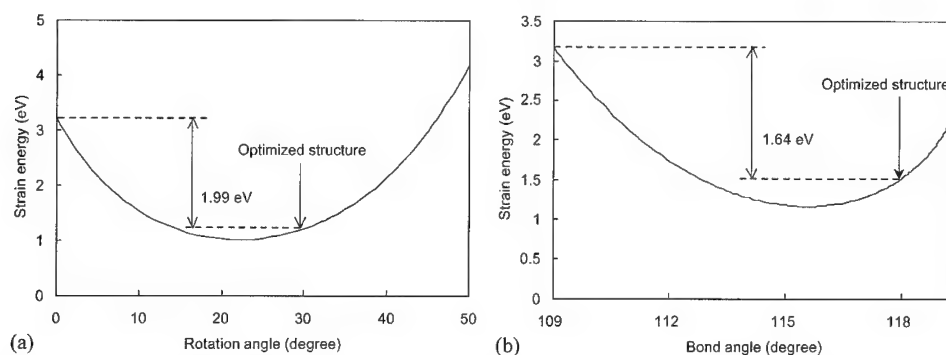 5
4
3
2
1
0
Strain energy (eV)
1.99 eV
Optimized structure
0 10 20 30 40 50
Rotation angle (degree)
(a)
3.5
3
2.5
2
1.5
1
0.5
0
Strain energy (eV)
1.64 eV
Optimized structure
109 112 115 118
Bond angle (degree)
(b)